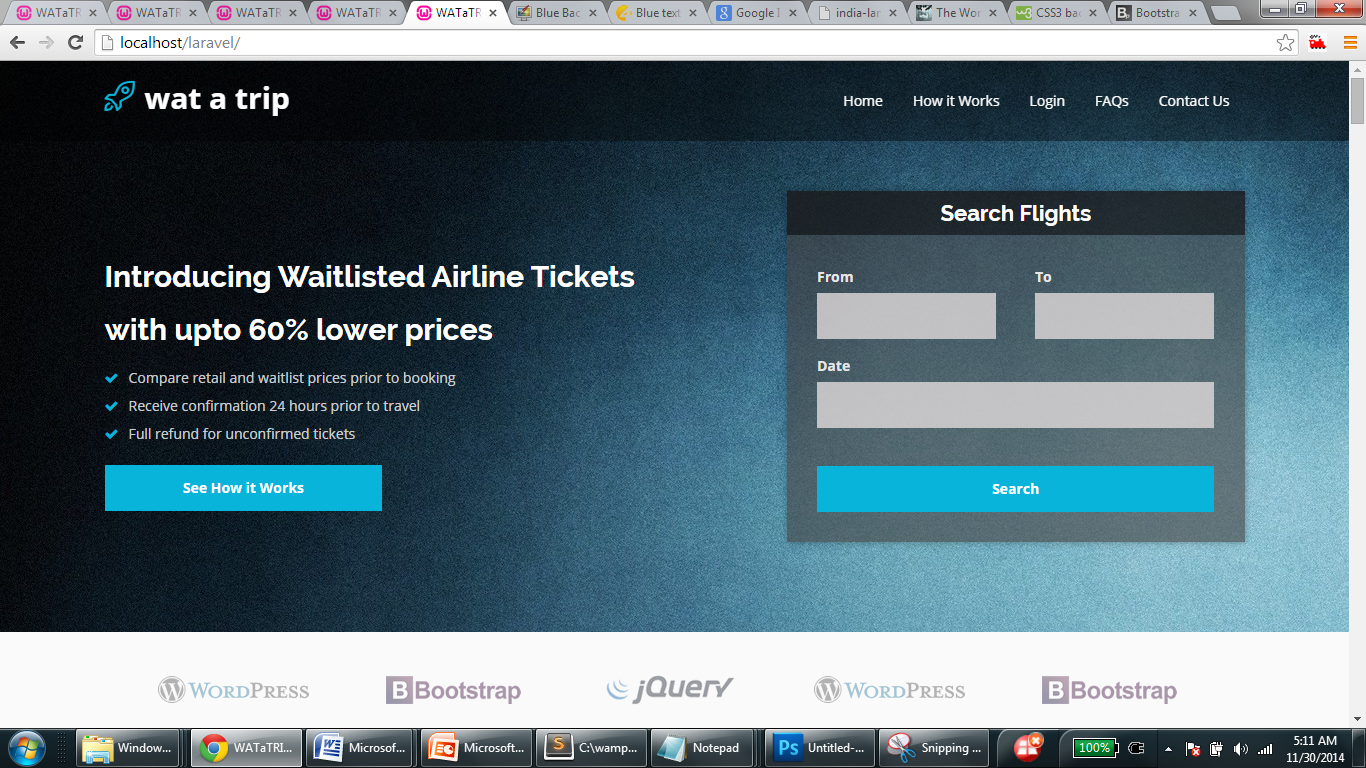 WATaTR
WATaTR
WATaTR
WATaTR
WATaTR
Blue Bac
Blue text
Google I
india-lar
The Wor
CSS3 bac
Bootstra
localhost/laravel/
wat a trip
Home
How it Works
Login
FAQs
Contact Us
Search Flights
Introducing Waitlisted Airline Tickets
with upto 60% lower prices
From
To
Date
Compare retail and waitlist prices prior to booking
Receive confirmation 24 hours prior to travel
Full refund for unconfirmed tickets
See How it Works
Search
WORDPRESS
B Bootstrap
jQuery
WORDPRESS
B Bootstrap
Window...
WATaTRI...
Microsof...
Microsoft...
C:\wamp...
Notepad
Untitled-...
Snipping ...
100%
5:11 AM
11/30/2014